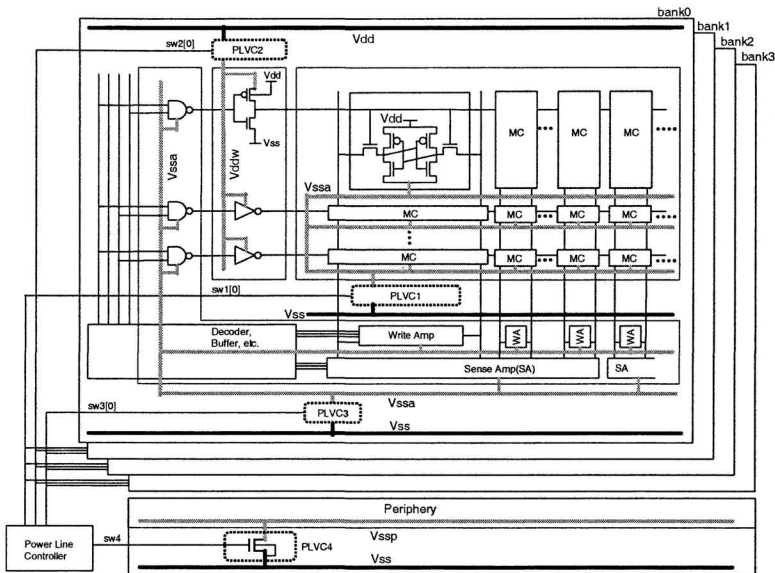 bank0
bank1
bank2
bank3
sw2[0]
PLVC2
Vdd
Vdd
Vss
Vssa
Vddw
Vdd
MC
MC
MC
Vssa
MC
MC
MC
MC
MC
MC
MC
MC
sw1[0]
PLVC1
Vss
Decoder,
Buffer, etc.
Write Amp
WA
WA
WA
Sense Amp(SA)
SA
Vssa
sw3[0]
PLVC3
Vss
Periphery
Power Line
Controller
sw4
PLVC4
Vssp
Vss